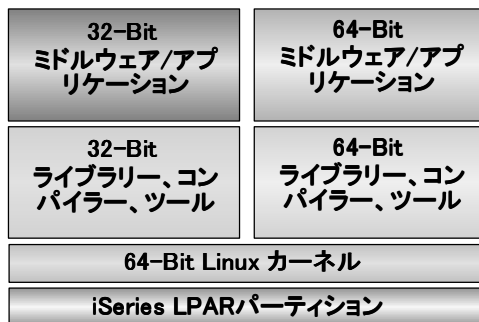 32-Bit
ミドルウェア/アプ
リケーション
64-Bit
ミドルウェア/アプ
リケーション
32-Bit
ライブラリー、コン
パイラー、ツール
64-Bit
ライブラリー、コン
パイラー、ツール
64-Bit Linux カーネル
iSeries LPARパーティション